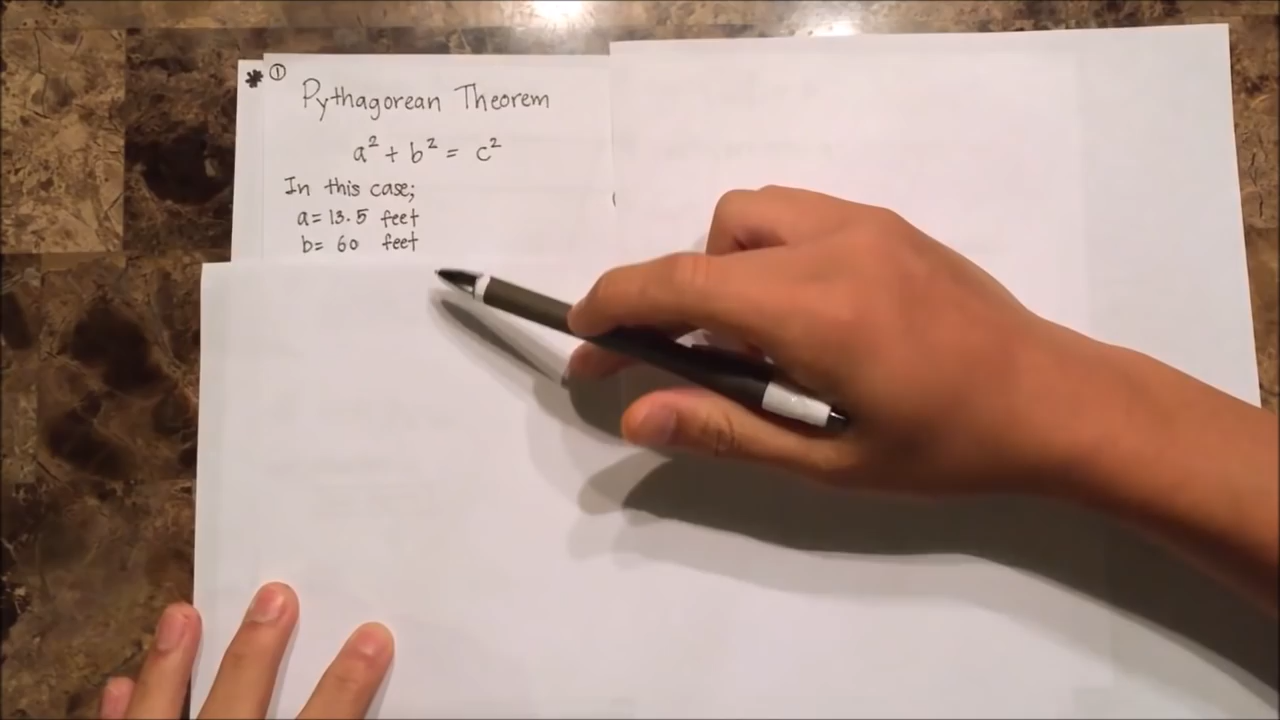 * ①
Pythagorean Theorem
a² + b² = c²
In this case;
a= 13.5 feet
b= 60 feet